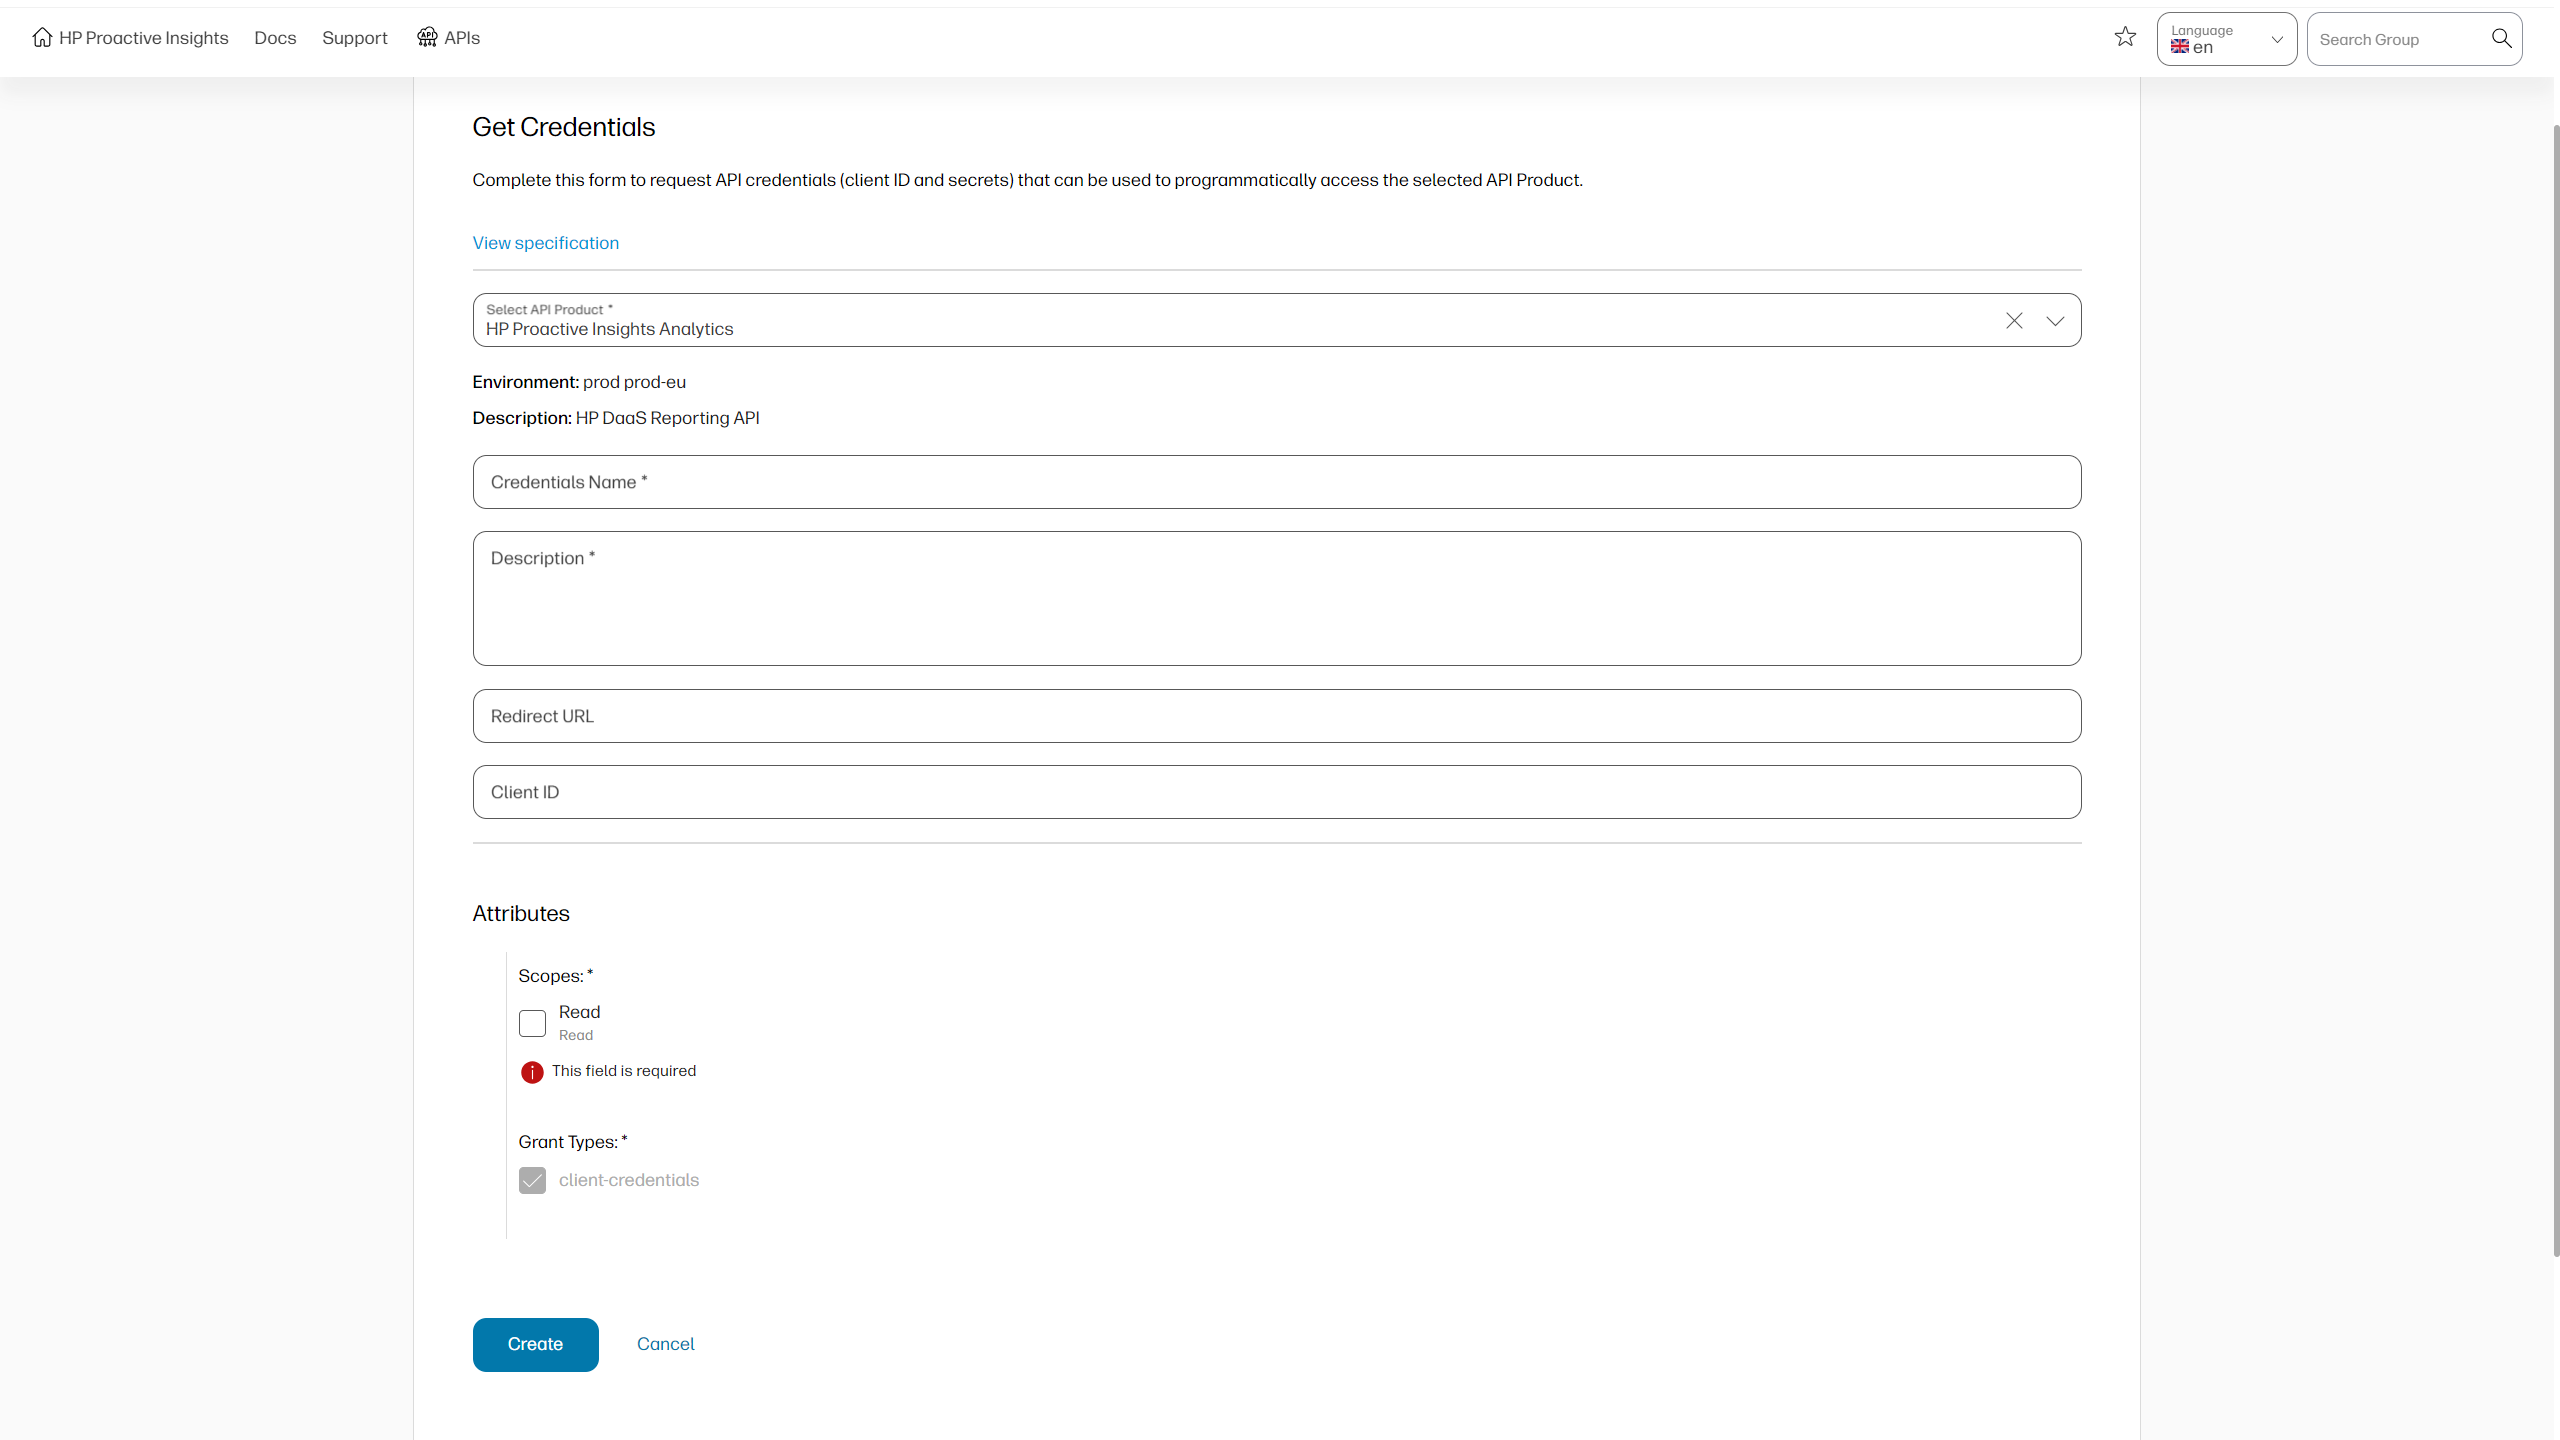 HP Proactive Insights Docs Support API APIs Language en Search Group
Get Credentials
Complete this form to request API credentials (client ID and secrets) that can be used to programmatically access the selected API Product.
View specification
Select API Product *
HP Proactive Insights Analytics
Environment: prod prod-eu
Description: HP DaaS Reporting API
Credentials Name *
Description *
Redirect URL
Client ID
Attributes
Scopes: *
Read
Read
This field is required
Grant Types: *
client-credentials
Create Cancel